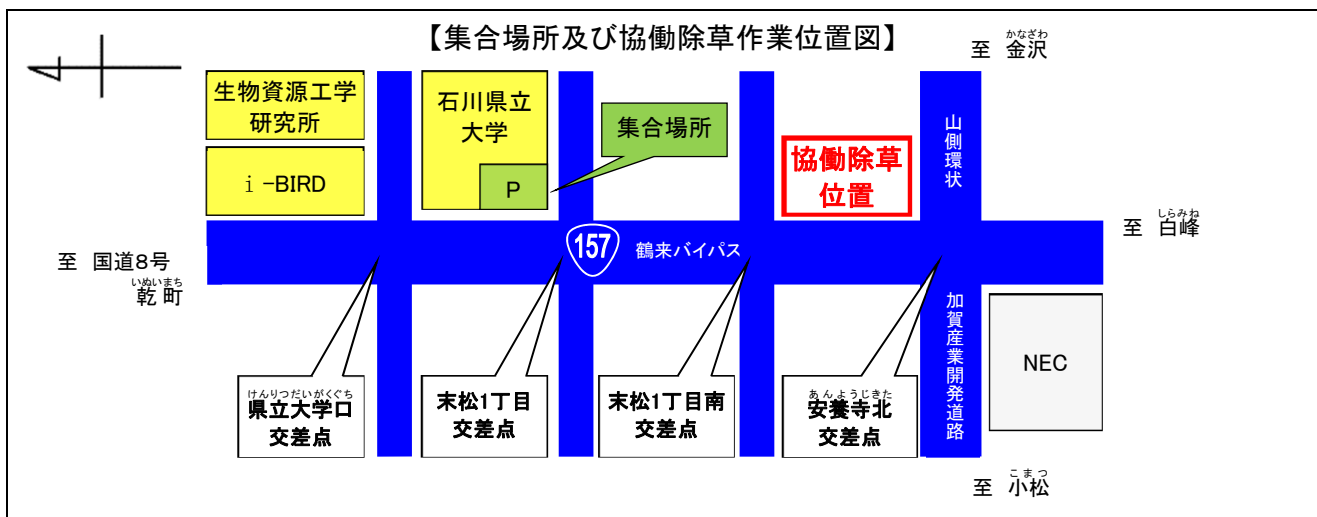 【集合場所及び協働除草作業位置図】
かなざわ
至 金沢
生物資源工学
研究所
石川県立
大学
集合場所
山側環状
i-BIRD
P
協働除草
位置
しらみね
至 白峰
至 国道8号
いぬいまち
乾町
157
鶴来バイパス
加賀産業開発道路
NEC
けんりつだいがくぐち
県立大学口
交差点
末松1丁目
交差点
末松1丁目南
交差点
あんようじきた
安養寺北
交差点
こまつ
至 小松